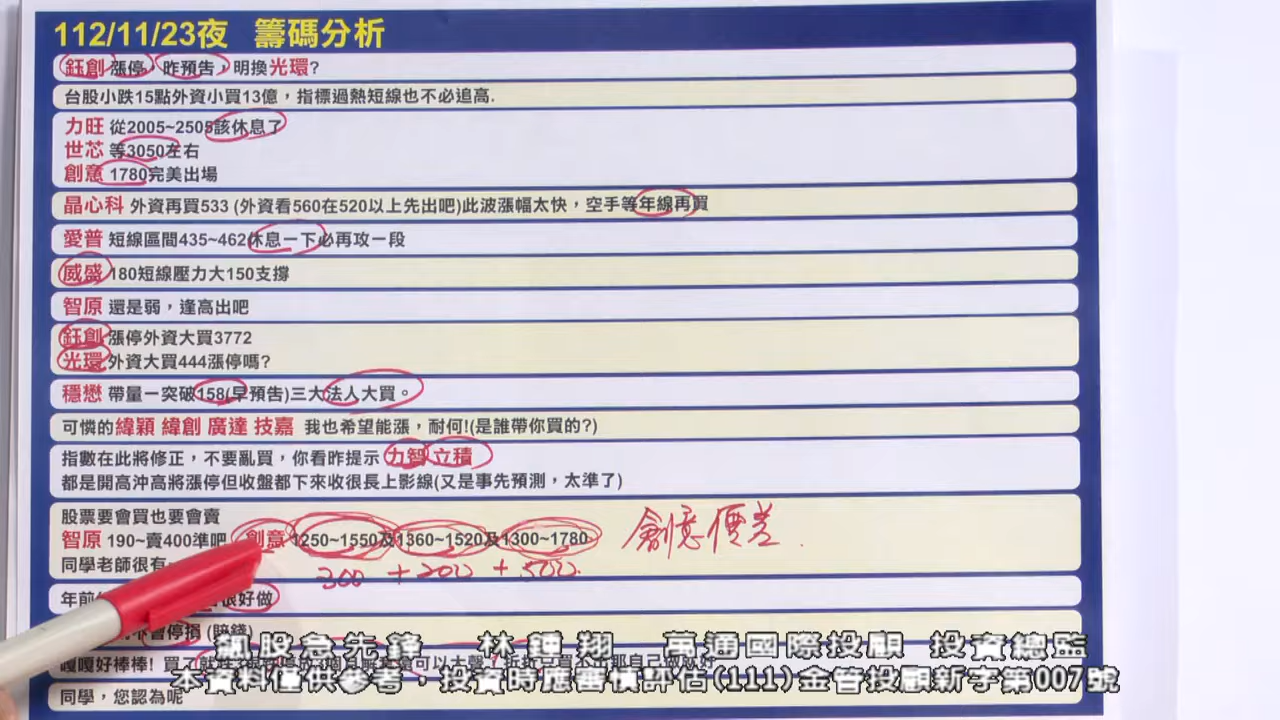 112/11/23夜 籌碼分析
鈺創漲停，昨預告，明換光環?
台股小跌15點外資小買13億，指標過熱短線也不必追高.
力旺 從2005~2505該休息了
世芯 等3050左右
創意 1780完美出場
晶心科 外資再買533 (外資看560在520以上先出吧)此波漲幅太快，空手等年線再買
愛普 短線區間435~462休息一下必再攻一段
威盛 180短線壓力大150支撐
智原 還是弱，逢高出吧
鈺創 漲停外資大買3772
光環 外資大買444漲停嗎?
穩懋 帶量一突破158(早預告)三大法人大買。
可憐的緯穎 緯創 廣達 技嘉 我也希望能漲，耐何!(是誰帶你買的?)
指數在此將修正，不要亂買，你看昨提示 力智 立積
都是開高沖高將漲停但收盤都下來收很長上影線(又是事先預測，太準了)
股票要會買也要會賣
智原 190~賣400準吧 創意 1250~1550及1360~1520及1300~1780 創意價差
同學老師很有
300 + 200 + 500
年前 很好做
不會停損 (賠錢)
飆股急先鋒 林鍾翔 萬通國際投顧 投資總監
嘎嘎好棒棒! 買了就
本資料僅供參考，投資時應審慎評估(111)金管投顧新字第007號
同學，您認為呢